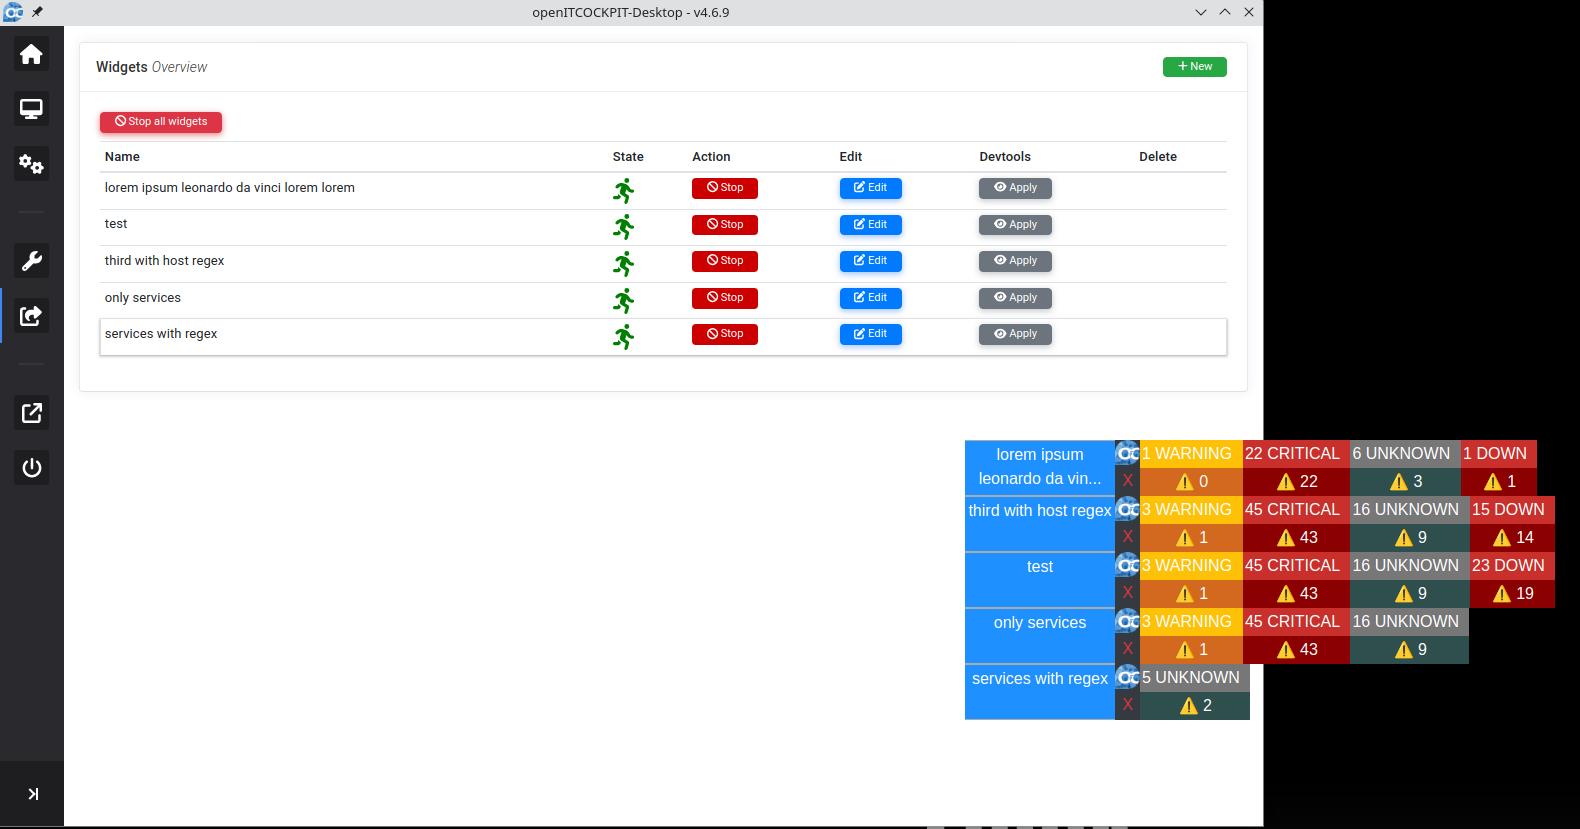 openITCOCKPIT-Desktop - v4.6.9
Widgets Overview
New
Stop all widgets
Name State Action Edit Devtools Delete
lorem ipsum leonardo da vinci lorem lorem Stop Edit Apply
test Stop Edit Apply
third with host regex Stop Edit Apply
only services Stop Edit Apply
services with regex Stop Edit Apply
lorem ipsum 1 WARNING 22 CRITICAL 6 UNKNOWN 1 DOWN
leonardo da vin... X 0 22 3 1
third with host regex 3 WARNING 45 CRITICAL 16 UNKNOWN 15 DOWN
X 1 43 9 14
test 3 WARNING 45 CRITICAL 16 UNKNOWN 23 DOWN
X 1 43 9 19
only services 3 WARNING 45 CRITICAL 16 UNKNOWN
X 1 43 9
services with regex 5 UNKNOWN
X 2